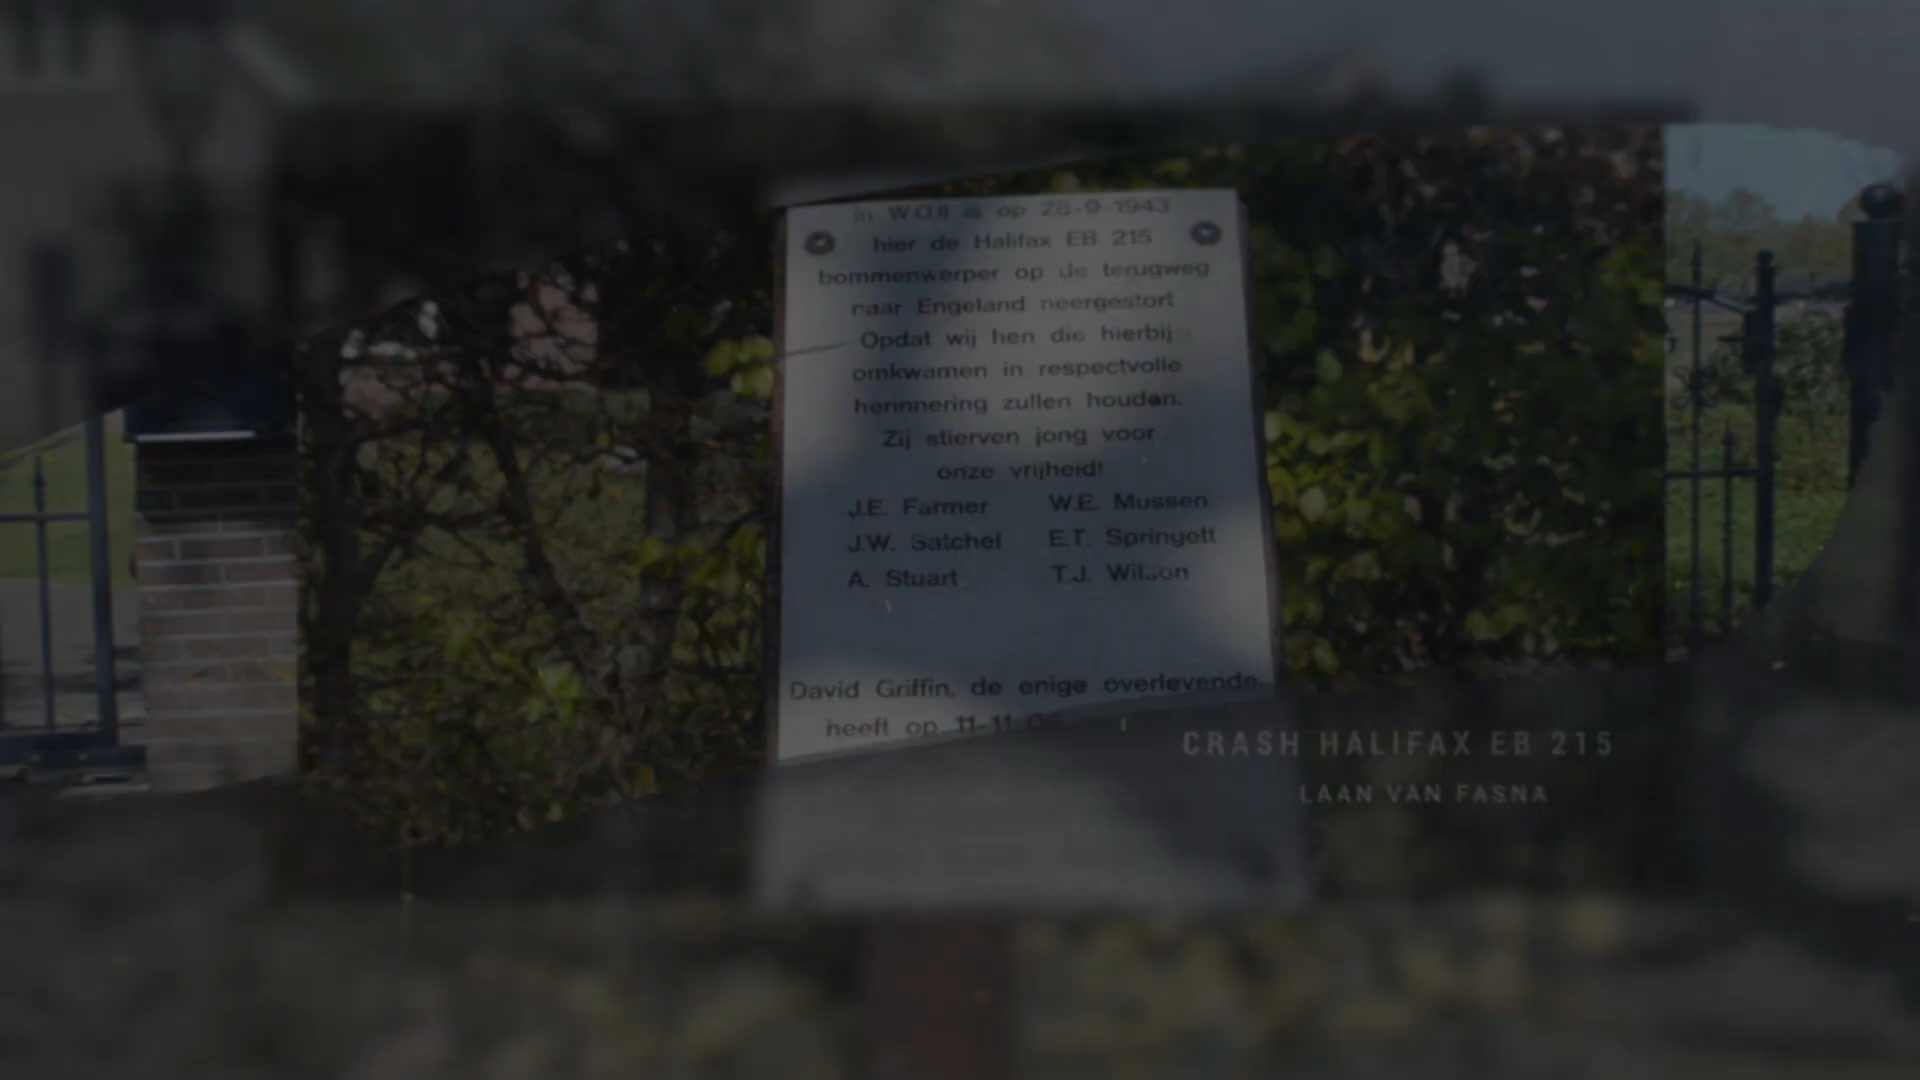 in W.O.II is op 28-9-1943
hier de Halifax EB 215
bommenwerper op de terugweg
naar Engeland neergestort
Opdat wij hen die hierbij
omkwamen in respectvolle
herinnering zullen houden.
Zij stierven jong voor
onze vrijheid!
J.E. Farmer W.E. Mussen
J.W. Satchel E.T. Springett
A. Stuart T.J. Wilson
David Griffin, de enige overlevende,
heeft op 11-11
CRASH HALIFAX EB 215
LAAN VAN FASNA